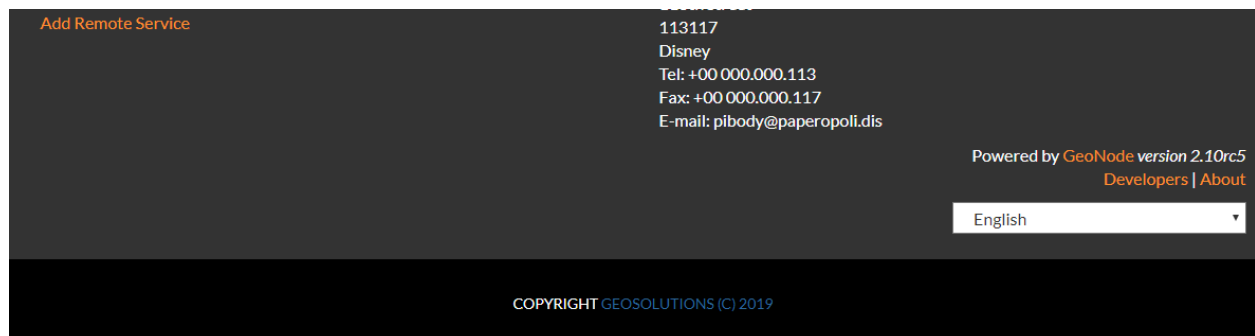 Add Remote Service
113117
Disney
Tel: +00 000.000.113
Fax: +00 000.000.117
E-mail: pibody@paperopoli.dis
Powered by GeoNode version 2.10rc5
Developers | About
English
COPYRIGHT GEOSOLUTIONS (C) 2019